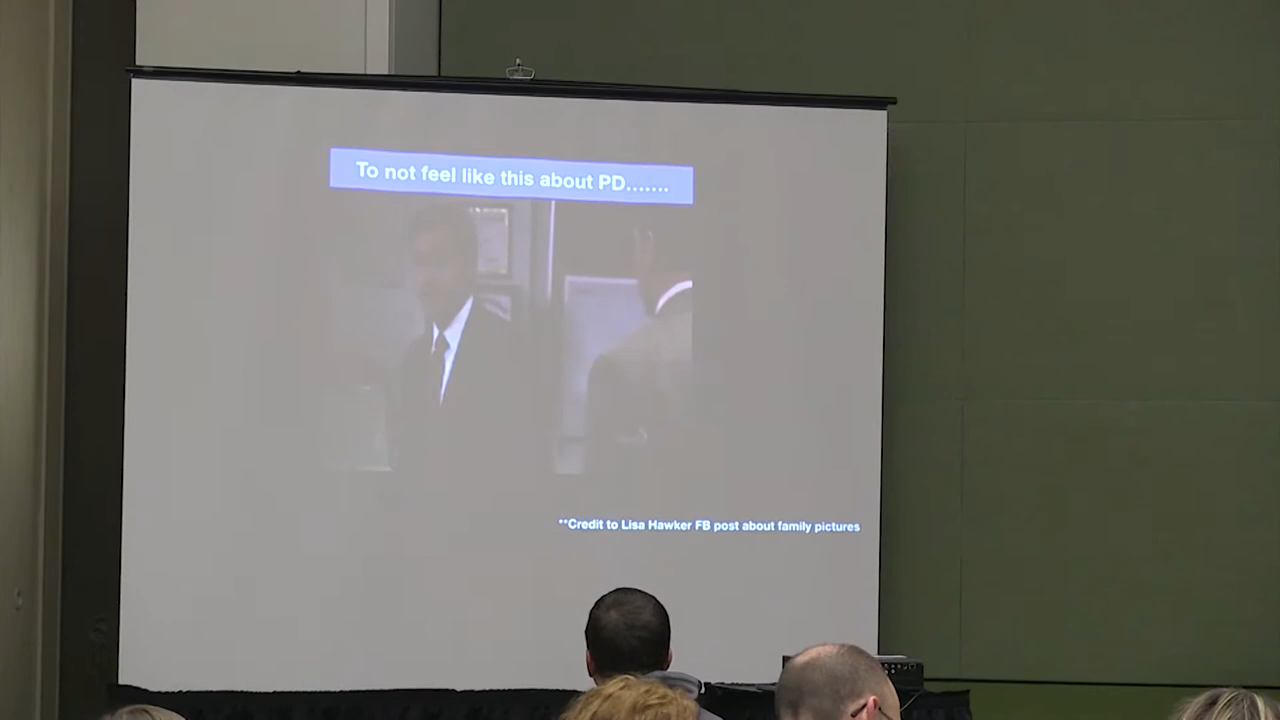 To not feel like this about PD.......
**Credit to Lisa Hawker FB post about family pictures